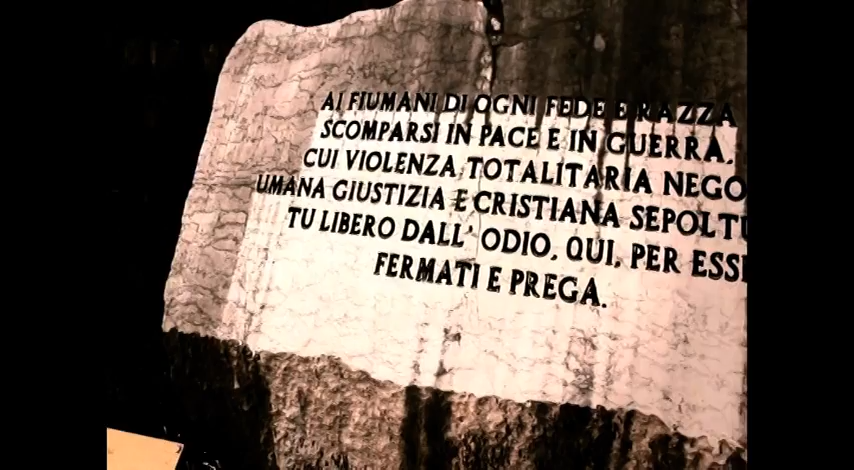 AI FIUMANI DI OGNI FEDE E RAZZA
SCOMPARSI IN PACE E IN GUERRA,
CUI VIOLENZA TOTALITARIA NEGO
UMANA GIUSTIZIA E CRISTIANA SEPOLTU
TU LIBERO DALL' ODIO, QUI, PER ESSI
FERMATI E PREGA.